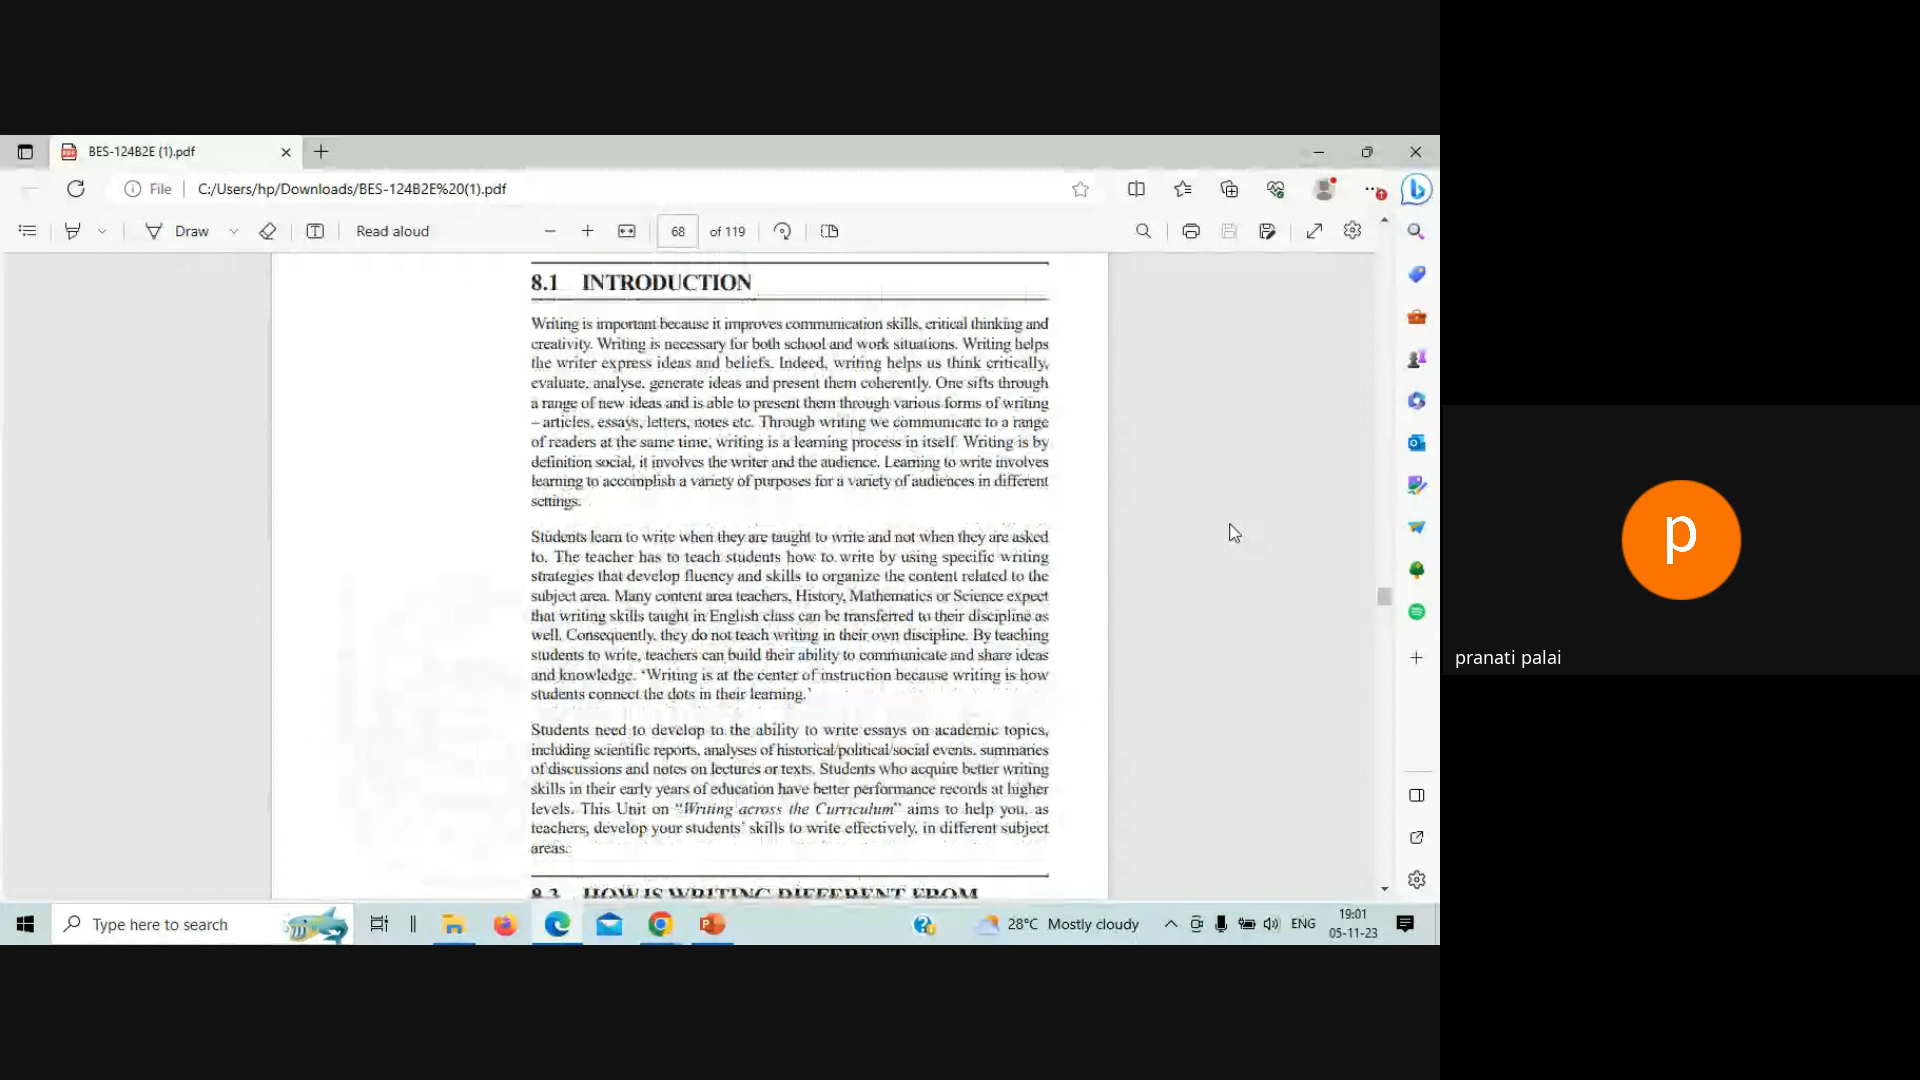 BES-124B2E (1).pdf
File
C:/Users/hp/Downloads/BES-124B2E%20(1).pdf
Draw
Read aloud
68
of 119
8.1 INTRODUCTION
Writing is important because it improves communication skills, critical thinking and
creativity. Writing is necessary for both school and work situations. Writing helps
the writer express ideas and beliefs. Indeed, writing helps us think critically,
evaluate, analyse, generate ideas and present them coherently. One sifts through
a range of new ideas and is able to present them through various forms of writing
– articles, essays, letters, notes etc. Through writing we communicate to a range
of readers at the same time, writing is a learning process in itself. Writing is by
definition social, it involves the writer and the audience. Learning to write involves
learning to accomplish a variety of purposes for a variety of audiences in different
settings.
Students learn to write when they are taught to write and not when they are asked
to. The teacher has to teach students how to write by using specific writing
strategies that develop fluency and skills to organize the content related to the
subject area. Many content area teachers, History, Mathematics or Science expect
that writing skills taught in English class can be transferred to their discipline as
well. Consequently, they do not teach writing in their own discipline. By teaching
students to write, teachers can build their ability to communicate and share ideas
and knowledge. 'Writing is at the center of instruction because writing is how
students connect the dots in their learning.'
Students need to develop to the ability to write essays on academic topics,
including scientific reports, analyses of historical/political/social events, summaries
of discussions and notes on lectures or texts. Students who acquire better writing
skills in their early years of education have better performance records at higher
levels. This Unit on "Writing across the Curriculum" aims to help you, as
teachers, develop your students' skills to write effectively, in different subject
areas.
8.3 HOW IS WRITING DIFFERENT FROM
Type here to search
28°C Mostly cloudy
ENG
19:01
05-11-23
p
pranati palai